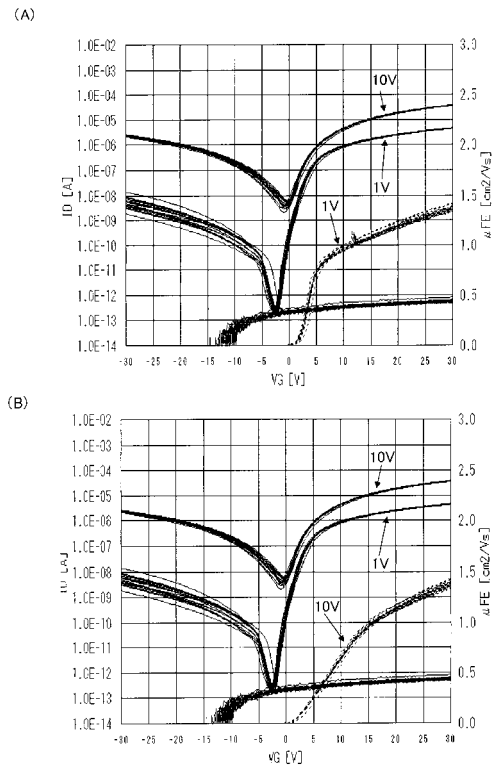 (A)
1.0E-02
1.0E-03
1.0E-04
1.0E-05
1.0E-06
1.0E-07
1.0E-08
1.0E-09
1.0E-10
1.0E-11
1.0E-12
1.0E-13
1.0E-14
ID [A]
10V
1V
1V
3.0
2.5
2.0
1.5
1.0
0.5
0.0
μFE [cm2/Vs]
-30 -25 -20 -15 -10 -5 0 5 10 15 20 25 30
VG [V]
(B)
1.0E-02
1.0E-03
1.0E-04
1.0E-05
1.0E-06
1.0E-07
1.0E-08
1.0E-09
1.0E-10
1.0E-11
1.0E-12
1.0E-13
1.0E-14
ID [A]
10V
1V
10V
3.0
2.5
2.0
1.5
1.0
0.5
0.0
μFE [cm2/Vs]
-30 -25 -20 -15 -10 -5 0 5 10 15 20 25 30
VG [V]